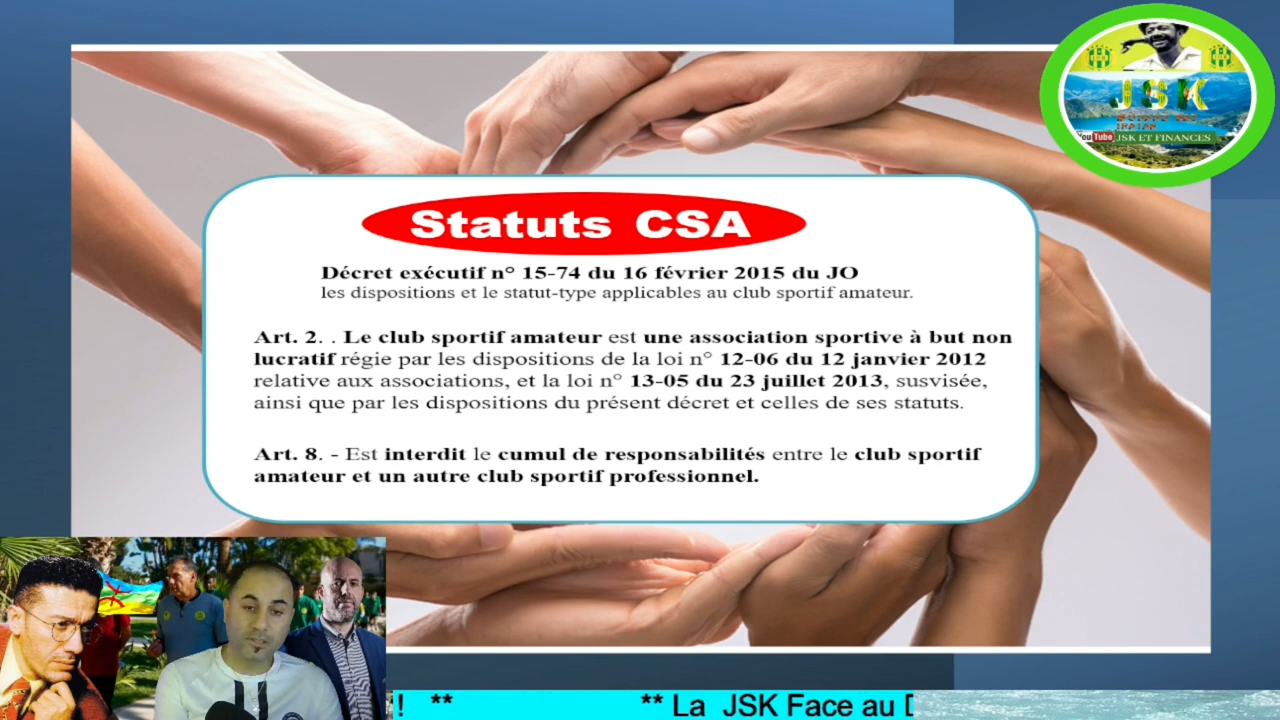 JSK
YouTube JSK ET FINANCES
Statuts CSA
Décret exécutif n° 15-74 du 16 février 2015 du JO
les dispositions et le statut-type applicables au club sportif amateur.
Art. 2. . Le club sportif amateur est une association sportive à but non
lucratif régie par les dispositions de la loi n° 12-06 du 12 janvier 2012
relative aux associations, et la loi n° 13-05 du 23 juillet 2013, susvisée,
ainsi que par les dispositions du présent décret et celles de ses statuts.
Art. 8. - Est interdit le cumul de responsabilités entre le club sportif
amateur et un autre club sportif professionnel.
! ** ** La JSK Face au